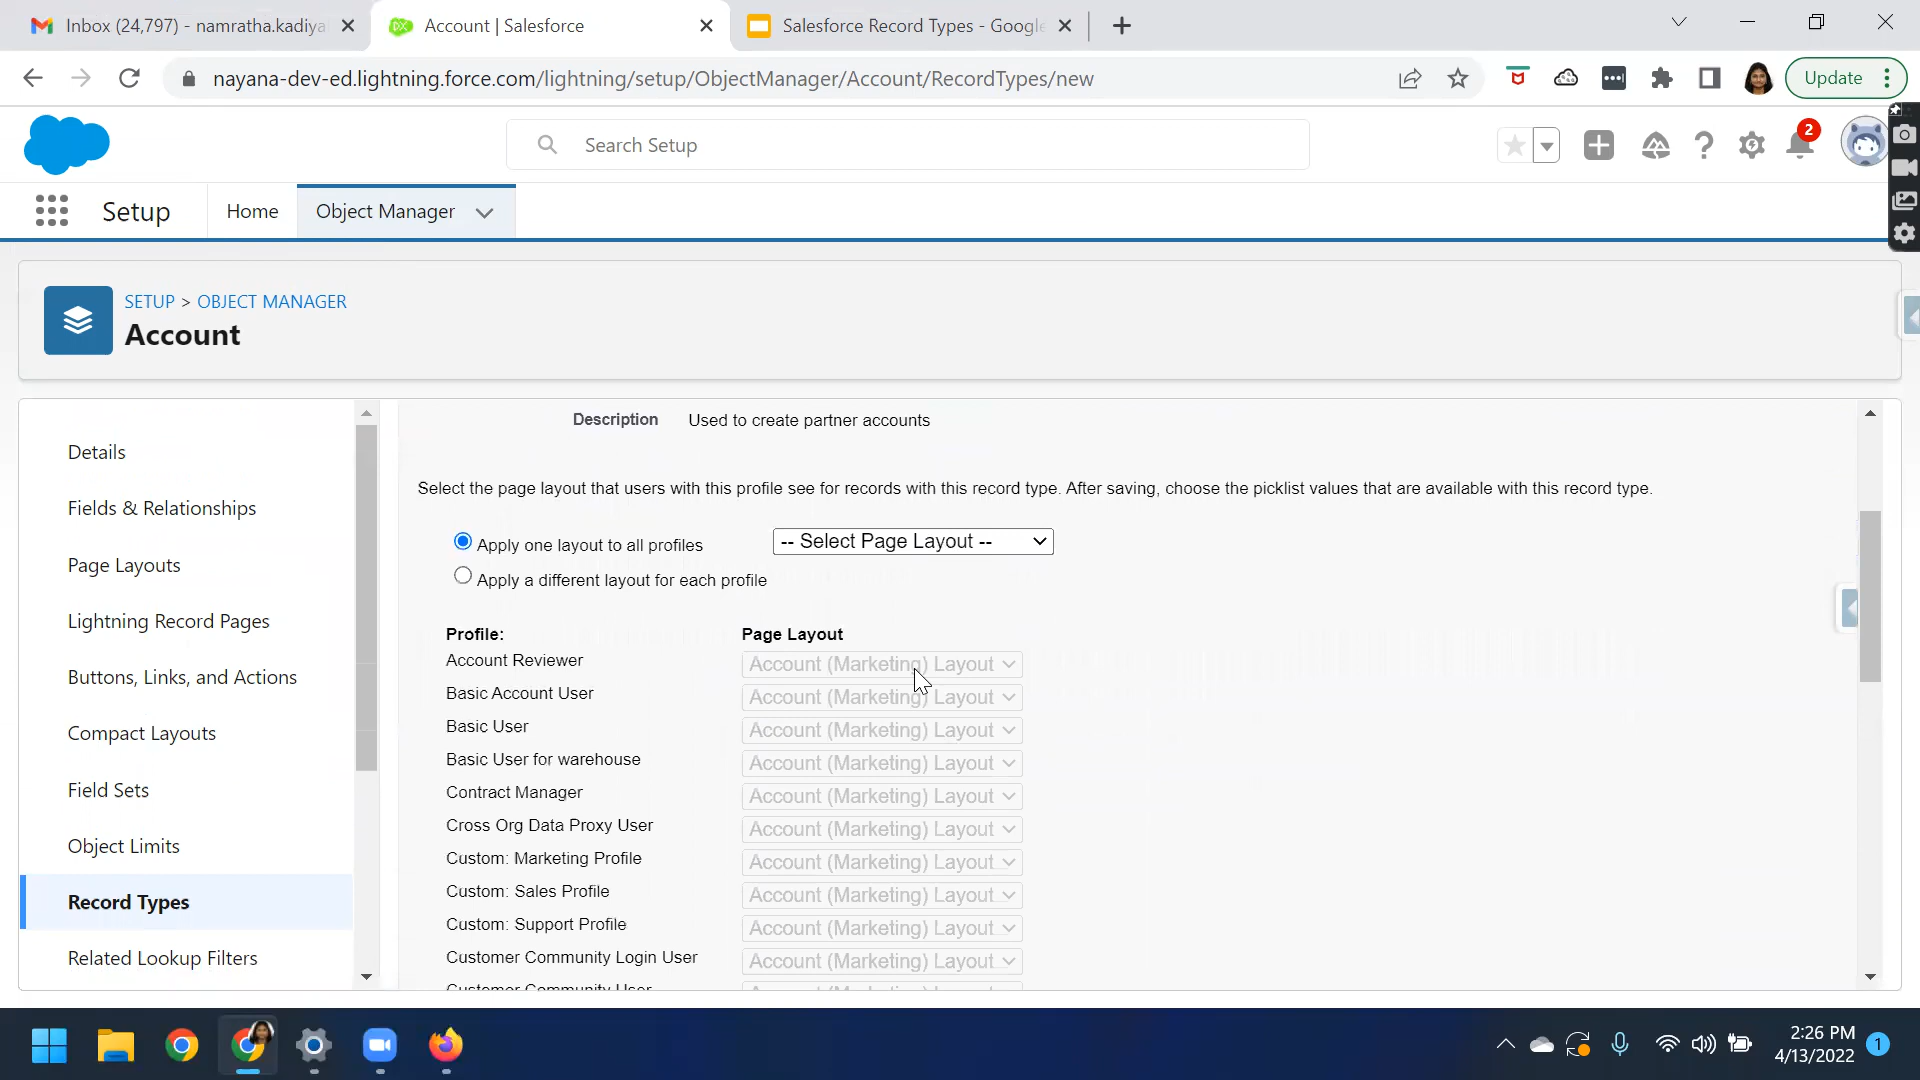 Inbox (24,797) - namratha.kadiya
Account | Salesforce
Salesforce Record Types - Google
nayana-dev-ed.lightning.force.com/lightning/setup/ObjectManager/Account/RecordTypes/new
Update
Search Setup
2
Setup
Home
Object Manager
SETUP > OBJECT MANAGER
Account
Details
Fields & Relationships
Page Layouts
Lightning Record Pages
Buttons, Links, and Actions
Compact Layouts
Field Sets
Object Limits
Record Types
Related Lookup Filters
Description Used to create partner accounts
Select the page layout that users with this profile see for records with this record type. After saving, choose the picklist values that are available with this record type.
Apply one layout to all profiles -- Select Page Layout --
Apply a different layout for each profile
Profile: Page Layout
Account Reviewer Account (Marketing) Layout
Basic Account User Account (Marketing) Layout
Basic User Account (Marketing) Layout
Basic User for warehouse Account (Marketing) Layout
Contract Manager Account (Marketing) Layout
Cross Org Data Proxy User Account (Marketing) Layout
Custom: Marketing Profile Account (Marketing) Layout
Custom: Sales Profile Account (Marketing) Layout
Custom: Support Profile Account (Marketing) Layout
Customer Community Login User Account (Marketing) Layout
Customer Community User
2:26 PM
4/13/2022
1